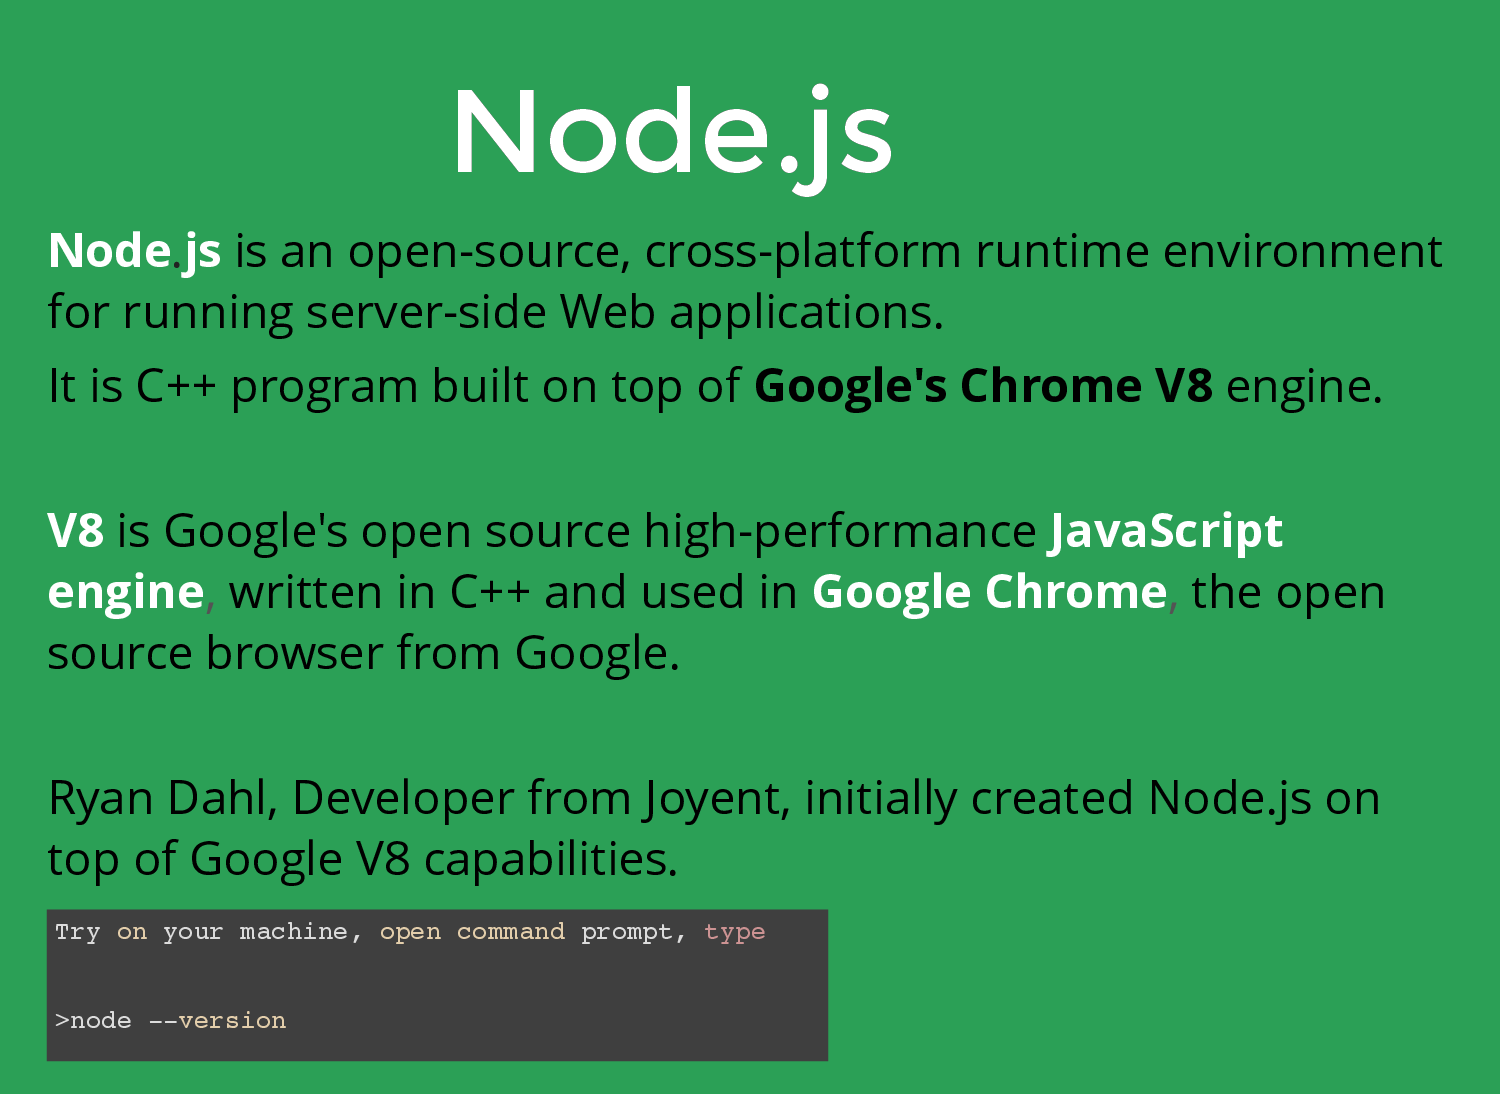 Node.js
Node.js is an open-source, cross-platform runtime environment
for running server-side Web applications.
It is C++ program built on top of Google's Chrome V8 engine.
V8 is Google's open source high-performance JavaScript
engine, written in C++ and used in Google Chrome, the open
source browser from Google.
Ryan Dahl, Developer from Joyent, initially created Node.js on
top of Google V8 capabilities.
Try on your machine, open command prompt, type
>node --version